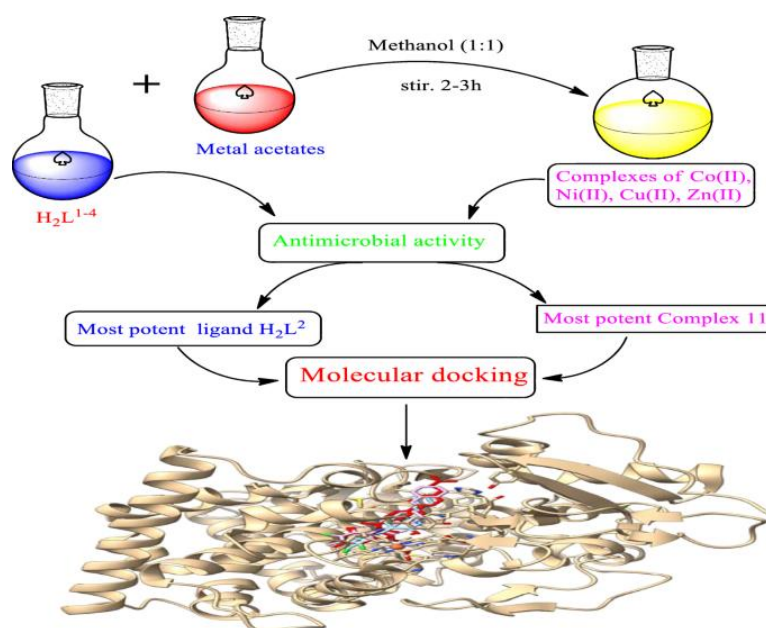 Methanol (1:1)
+
stir. 2-3h
Metal acetates
H₂L¹⁻⁴
Complexes of Co(II),
Ni(II), Cu(II), Zn(II)
Antimicrobial activity
Most potent ligand H₂L²
Most potent Complex 11
Molecular docking